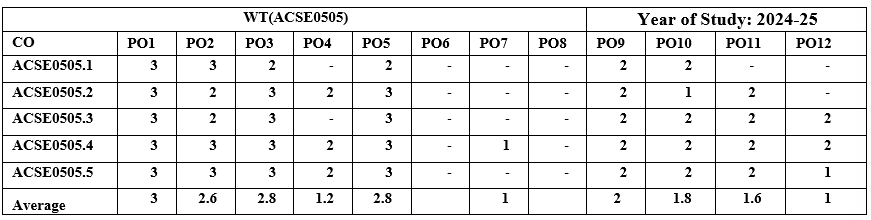 WT(ACSE0505) Year of Study: 2024-25
CO PO1 PO2 PO3 PO4 PO5 PO6 PO7 PO8 PO9 PO10 PO11 PO12
ACSE0505.1 3 3 2 - 2 - - - 2 2 - -
ACSE0505.2 3 2 3 2 3 - - - 2 1 2 -
ACSE0505.3 3 2 3 - 3 - - - 2 2 2 2
ACSE0505.4 3 3 3 2 3 - 1 - 2 2 2 2
ACSE0505.5 3 3 3 2 3 - - - 2 2 2 1
Average 3 2.6 2.8 1.2 2.8 1 2 1.8 1.6 1